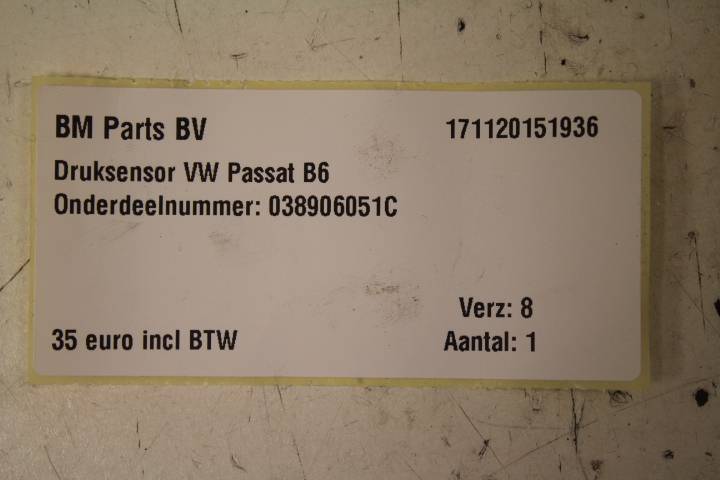 BM Parts BV 171120151936
Druksensor VW Passat B6
Onderdeelnummer: 038906051C
Verz: 8
35 euro incl BTW Aantal: 1